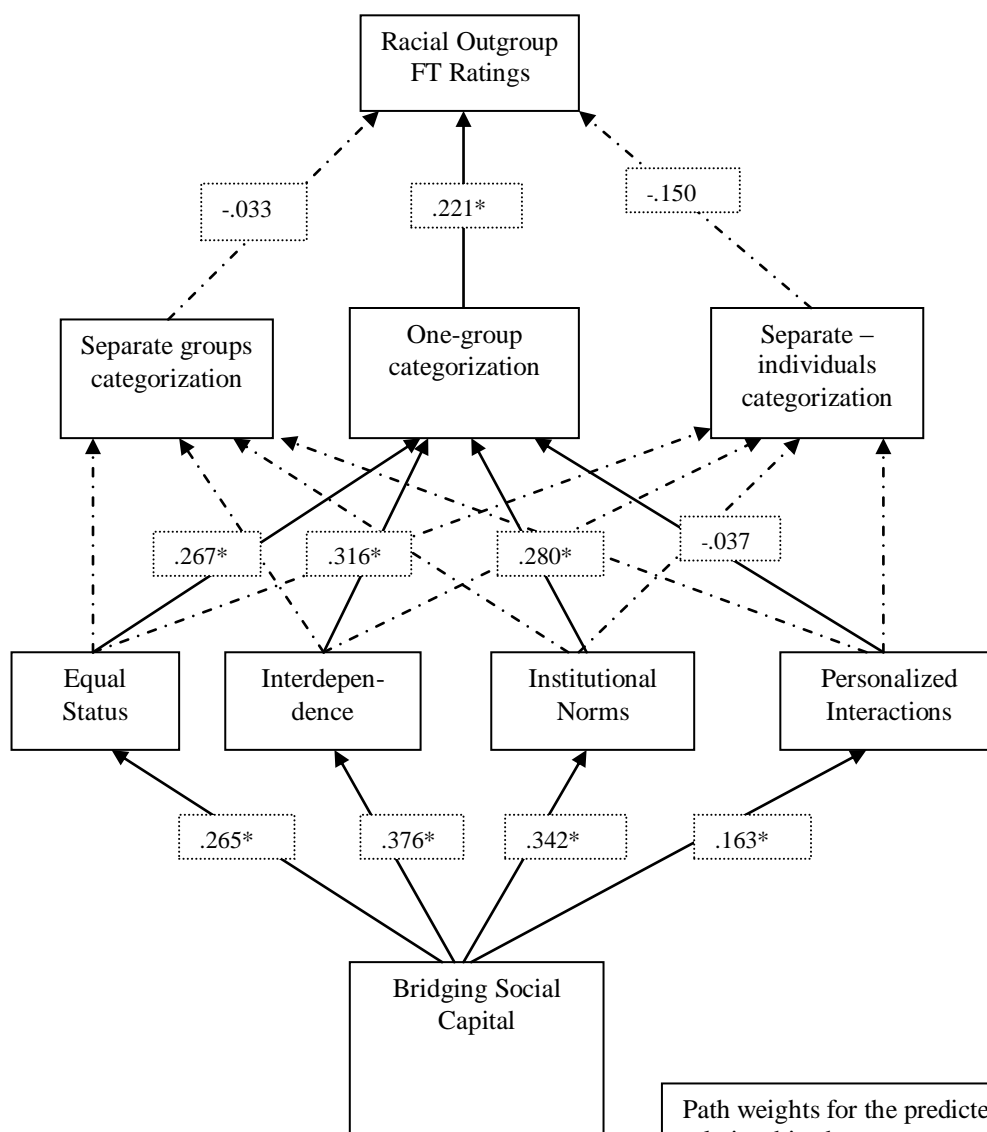 Racial Outgroup
FT Ratings
-.033
.221*
-.150
Separate groups
categorization
One-group
categorization
Separate –
individuals
categorization
.267*
.316*
.280*
-.037
Equal
Status
Interdepen-
dence
Institutional
Norms
Personalized
Interactions
.265*
.376*
.342*
.163*
Bridging Social
Capital
Path weights for the predicte